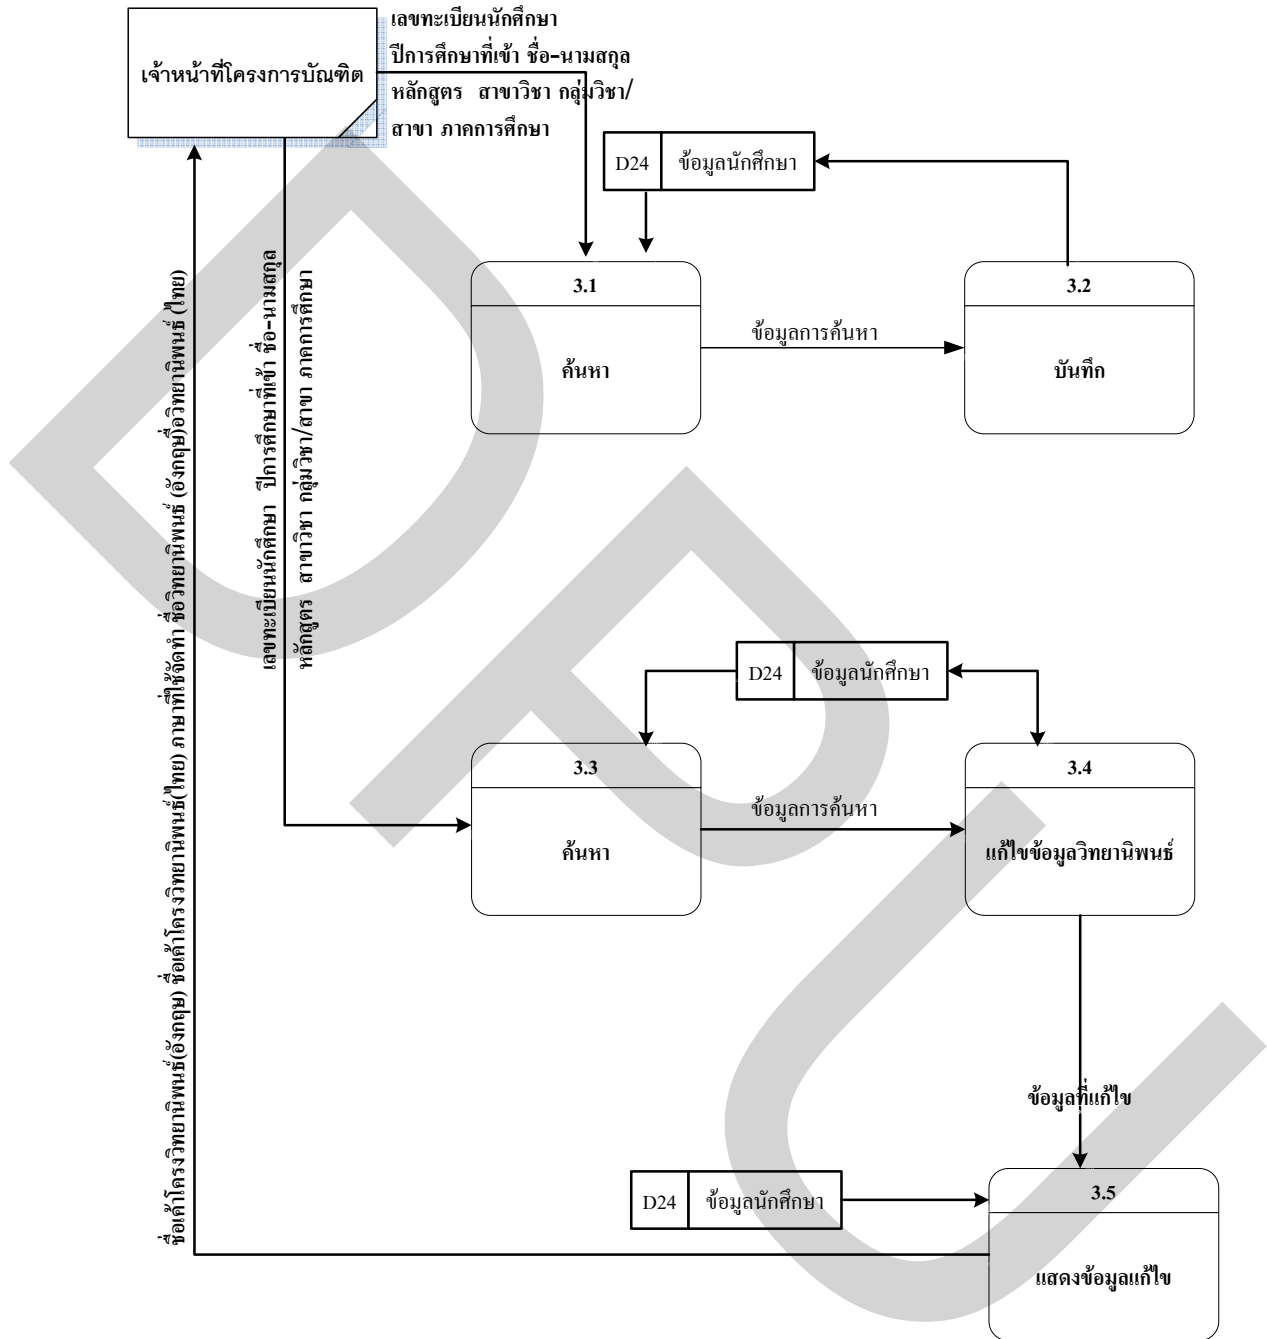 เลขทะเบียนนักศึกษา
ปีการศึกษาที่เข้า ชื่อ-นามสกุล
หลักสูตร สาขาวิชา กลุ่มวิชา/
สาขา ภาคการศึกษา
เจ้าหน้าที่โครงการบัณฑิต
D24 ข้อมูลนักศึกษา
3.1
ค้นหา
ข้อมูลการค้นหา
3.2
บันทึก
เลขทะเบียนนักศึกษา ปีการศึกษาที่เข้า ชื่อ-นามสกุล
หลักสูตร สาขาวิชา กลุ่มวิชา/สาขา ภาคการศึกษา
ชื่อเค้าโครงวิทยานิพนธ์(อังกฤษ) ชื่อเค้าโครงวิทยานิพนธ์(ไทย) ภาษาที่ใช้จัดทำ ชื่อวิทยานิพนธ์ (อังกฤษ)ชื่อวิทยานิพนธ์ (ไทย)
D24 ข้อมูลนักศึกษา
3.3
ค้นหา
ข้อมูลการค้นหา
3.4
แก้ไขข้อมูลวิทยานิพนธ์
ข้อมูลที่แก้ไข
D24 ข้อมูลนักศึกษา
3.5
แสดงข้อมูลแก้ไข
DPU